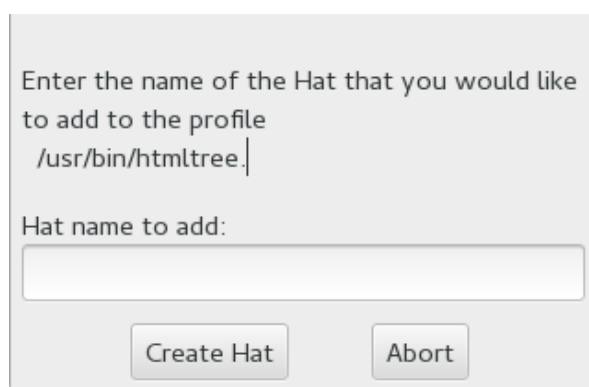 Enter the name of the Hat that you would like
to add to the profile
/usr/bin/htmltree.
Hat name to add:
Create Hat
Abort